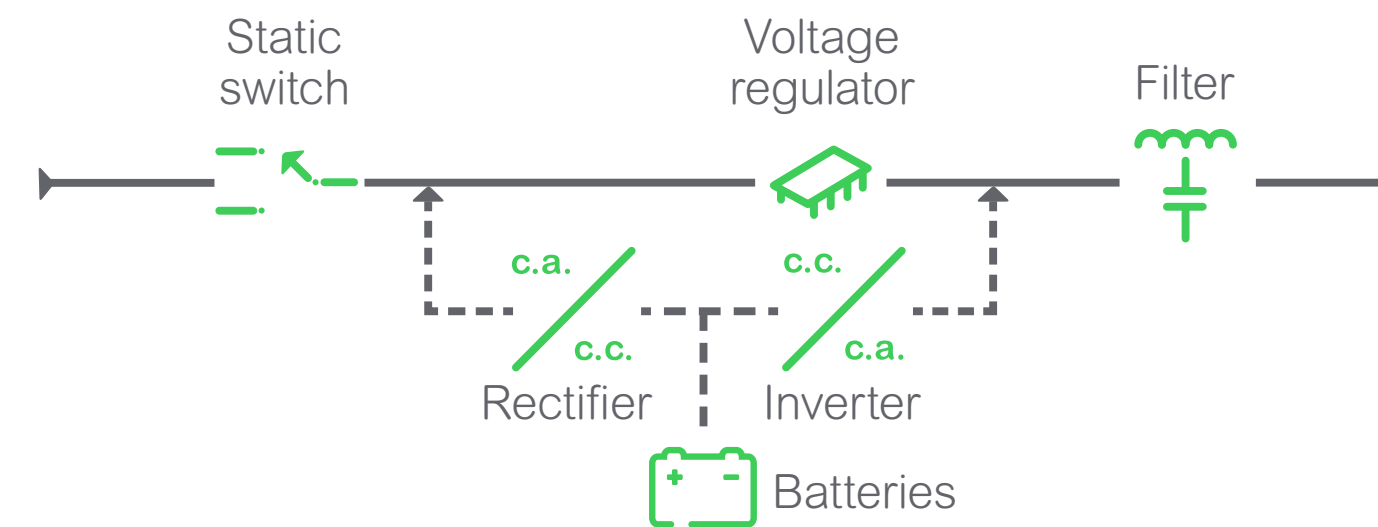 Static
switch
Voltage
regulator
Filter
c.a.
c.c.
Rectifier
c.c.
c.a.
Inverter
+ -
Batteries